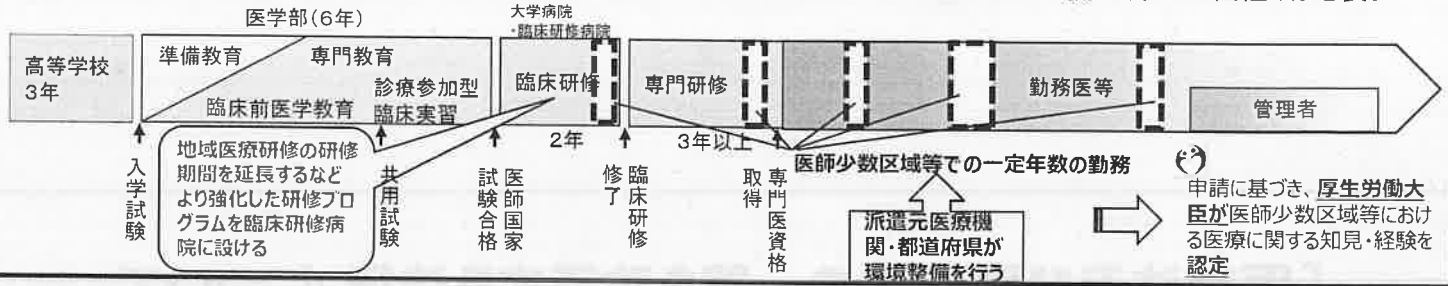 医学部(6年)
大学病院
・臨床研修病院
高等学校
3年
準備教育
専門教育
臨床前医学教育
診療参加型
臨床実習
臨床研修
専門研修
勤務医等
管理者
2年
3年以上
入学試験
共用試験
医師国家
試験合格
臨床研修
修了
専門医資格
取得
地域医療研修の研修
期間を延長するなど
より強化した研修プロ
グラムを臨床研修病
院に設ける
医師少数区域等での一定年数の勤務
派遣元医療機
関・都道府県が
環境整備を行う
申請に基づき、厚生労働大
臣が医師少数区域等におけ
る医療に関する知見・経験を
認定